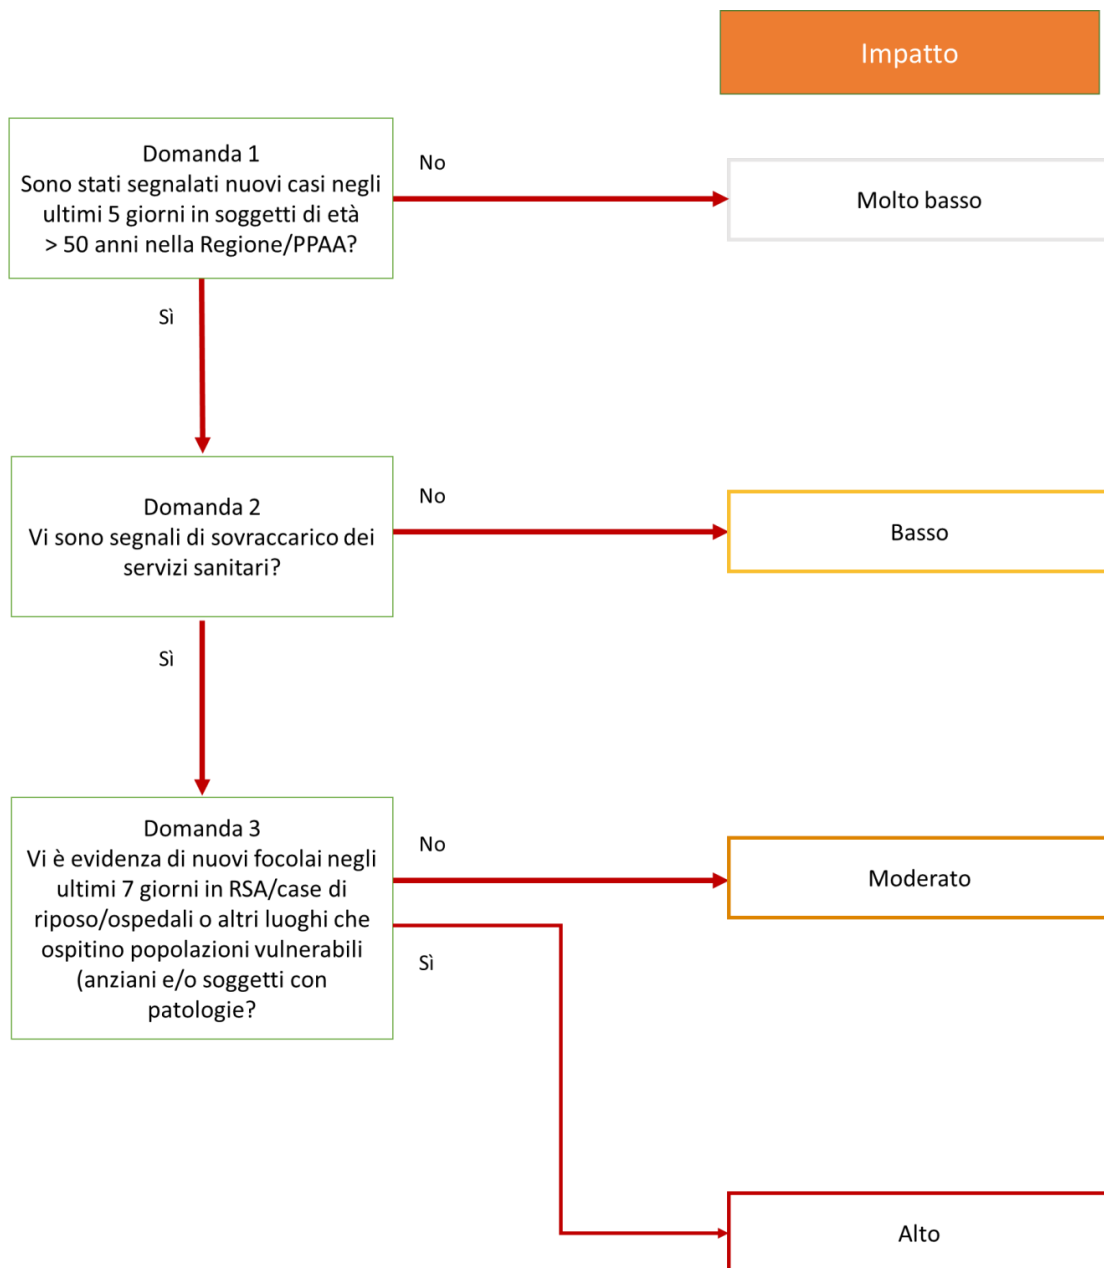 Impatto
Domanda 1
Sono stati segnalati nuovi casi negli
ultimi 5 giorni in soggetti di età
> 50 anni nella Regione/PPAA?
No
Molto basso
Sì
Domanda 2
Vi sono segnali di sovraccarico dei
servizi sanitari?
No
Basso
Sì
Domanda 3
Vi è evidenza di nuovi focolai negli
ultimi 7 giorni in RSA/case di
riposo/ospedali o altri luoghi che
ospitino popolazioni vulnerabili
(anziani e/o soggetti con
patologie?
No
Moderato
Sì
Alto